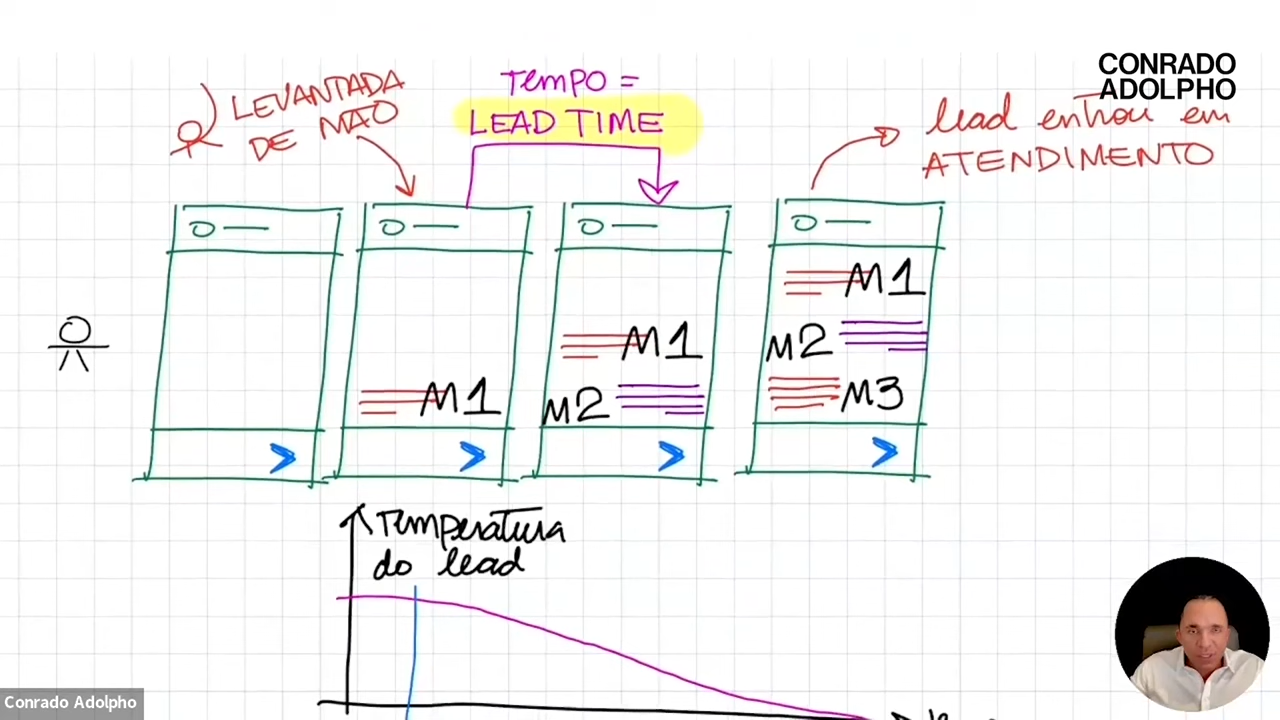 CONRADO
ADOLPHO
TEMPO =
LEAD TIME
LEVANTADA
DE MÃO
lead entrou em
ATENDIMENTO
M1
M1
M2
M1
M2
M3
Temperatura
do lead
Conrado Adolpho